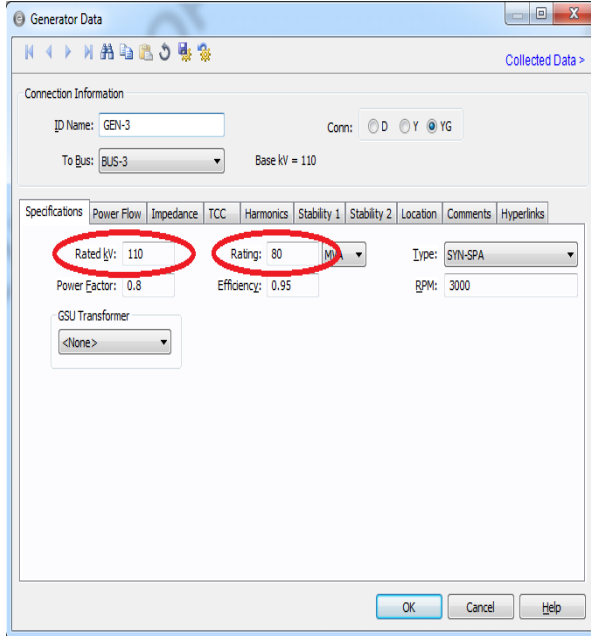 Generator Data
Collected Data >
Connection Information
ID Name: GEN-3 Conn: D Y YG
To Bus: BUS-3 Base kV = 110
Specifications Power Flow Impedance TCC Harmonics Stability 1 Stability 2 Location Comments Hyperlinks
Rated kV: 110 Rating: 80 MVA Type: SYN-SPA
Power Factor: 0.8 Efficiency: 0.95 RPM: 3000
GSU Transformer
<None>
OK Cancel Help